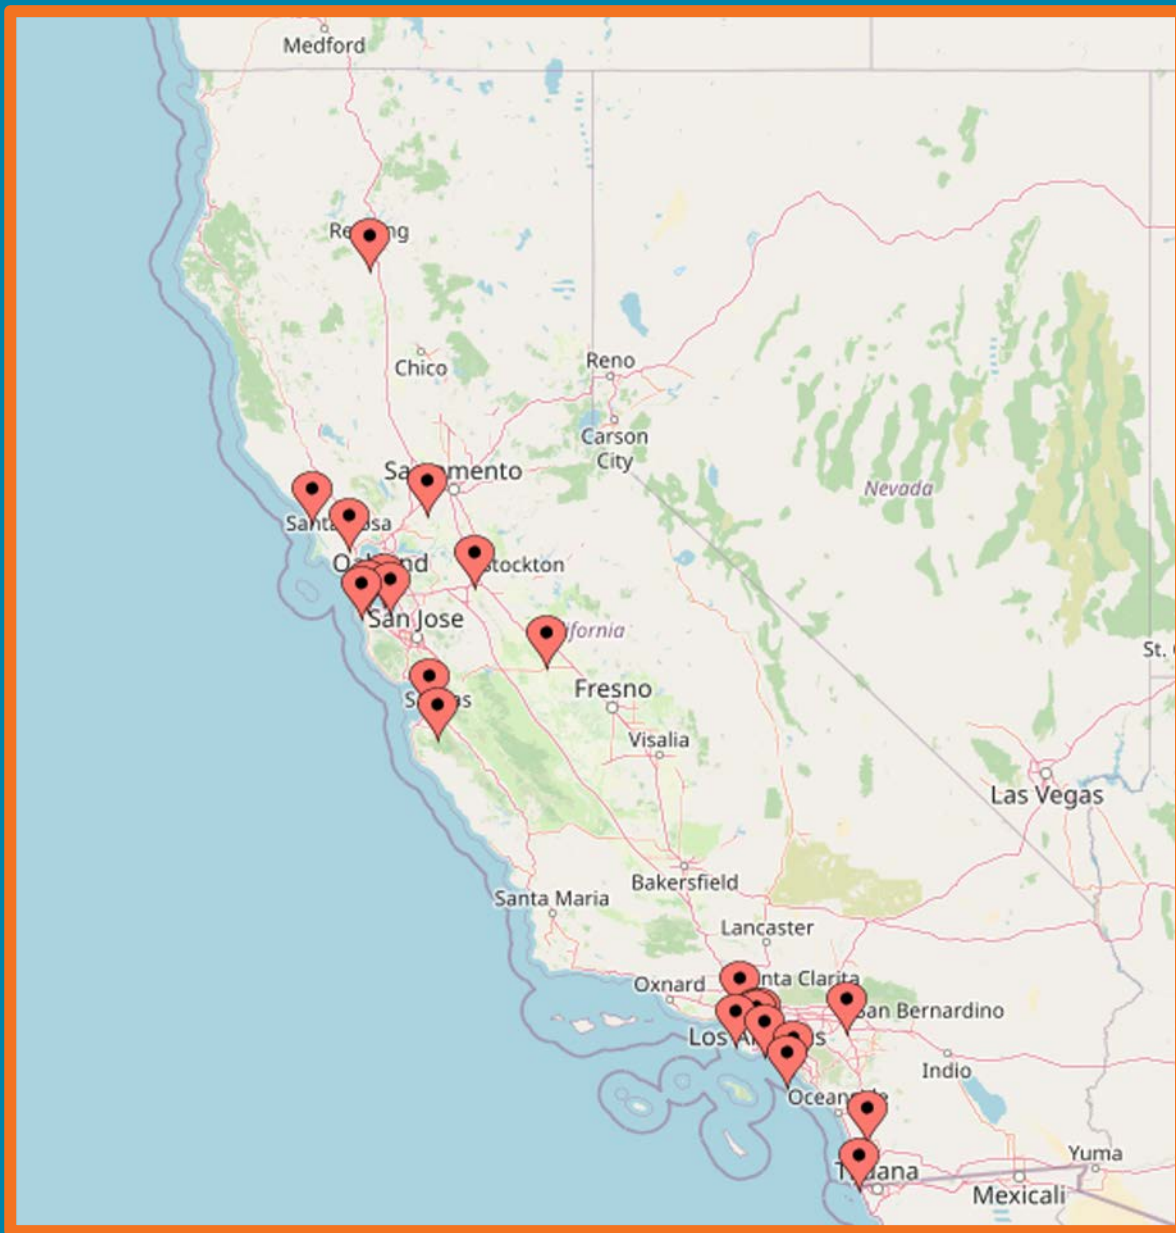 Medford
Chico
Reno
Carson
City
Nevada
Stockton
San Jose
St.
Fresno
Visalia
Las Vegas
Bakersfield
Santa Maria
Lancaster
Oxnard
San Bernardino
Indio
Yuma
Mexicali